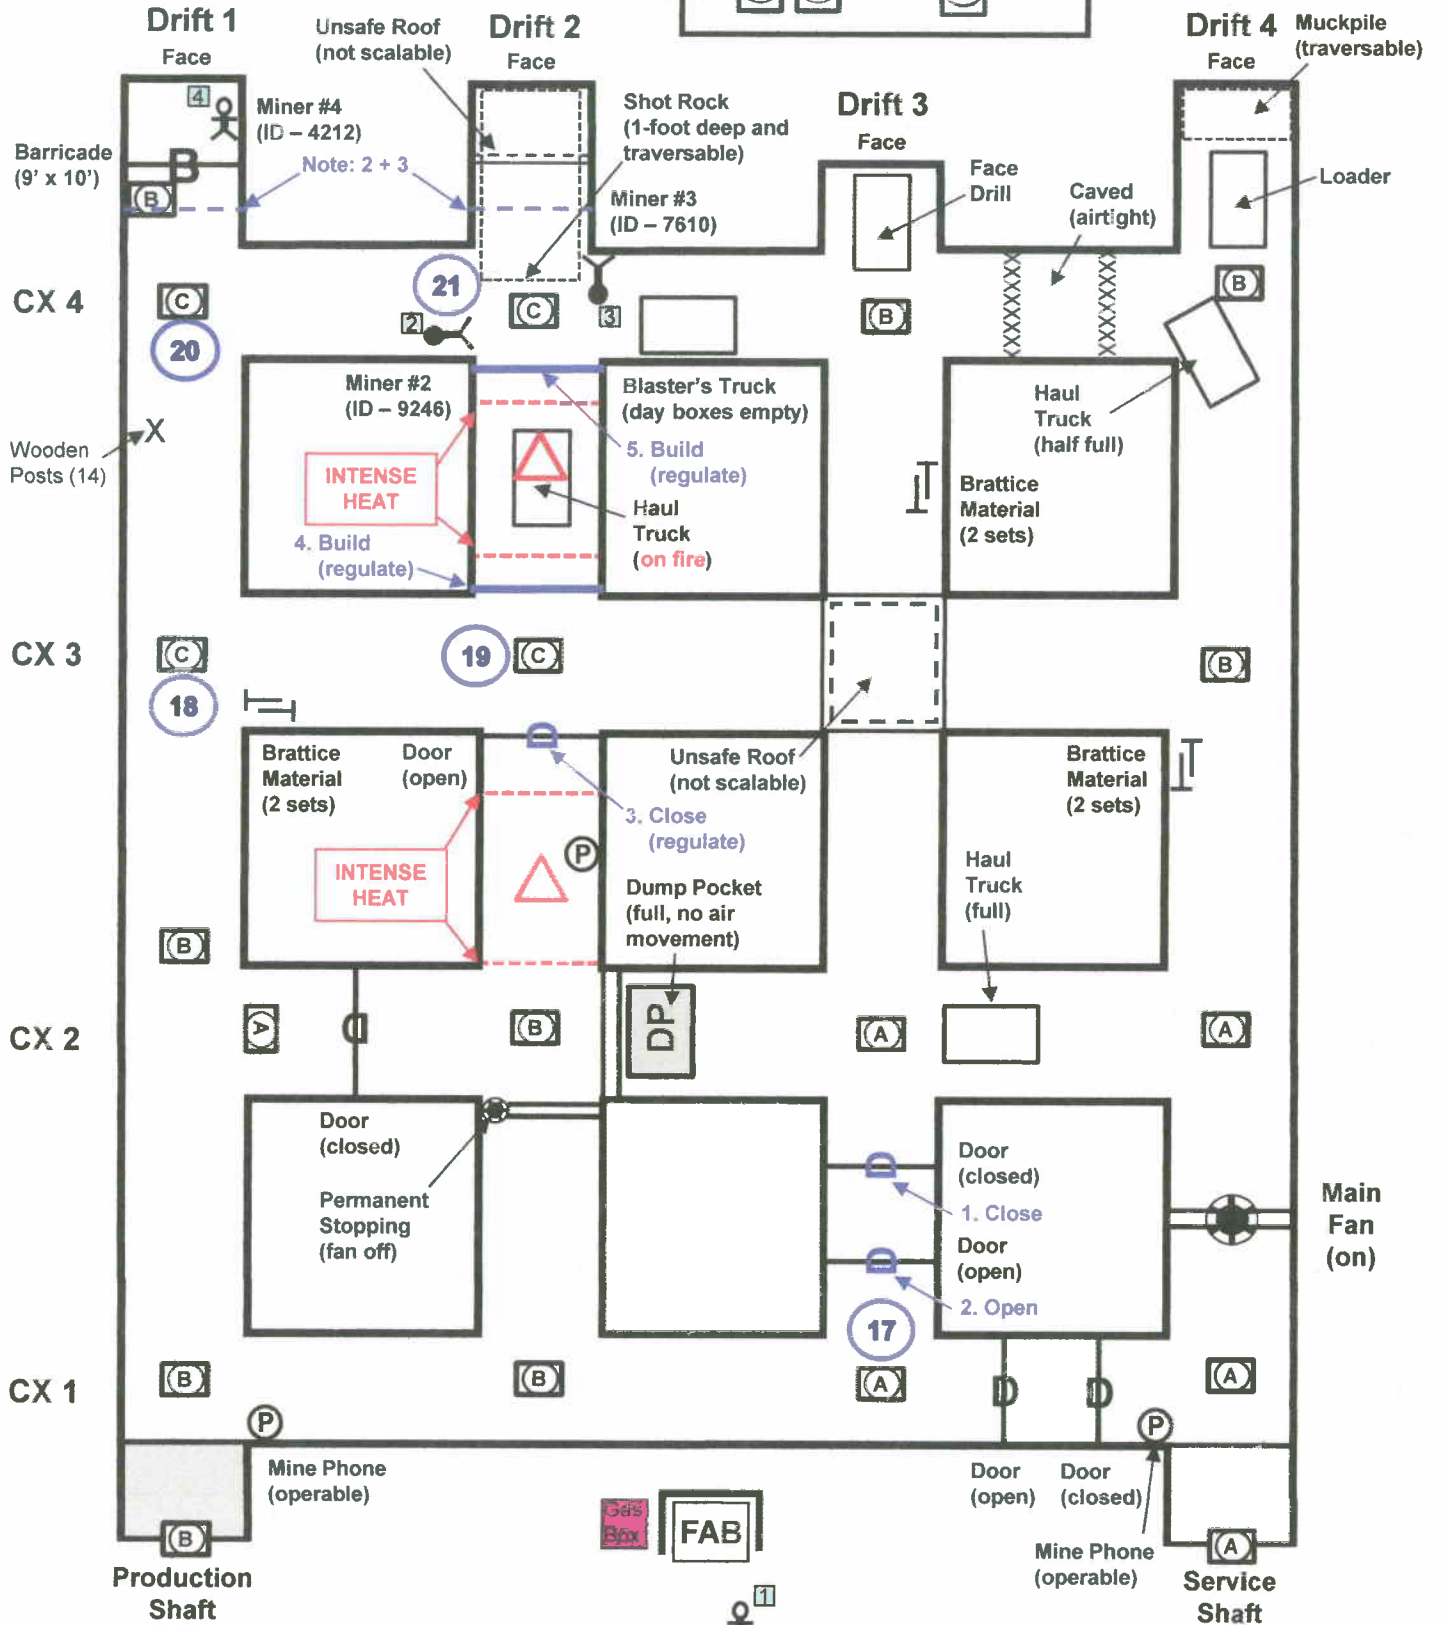 Drift 1
Face
Unsafe Roof
(not scalable)
Drift 2
Face
Drift 4
Face
Muckpile
(traversable)
4
Miner #4
(ID – 4212)
Shot Rock
(1-foot deep and
traversable)
Drift 3
Face
Barricade
(9' x 10')
B
B
Note: 2 + 3
Miner #3
(ID – 7610)
Face
Drill
Caved
(airtight)
Loader
CX 4
C
20
21
C
2
3
B
B
Miner #2
(ID – 9246)
Blaster's Truck
(day boxes empty)
Haul
Truck
(half full)
Wooden
Posts (14)
X
INTENSE
HEAT
5. Build
(regulate)
Haul
Truck
(on fire)
4. Build
(regulate)
Brattice
Material
(2 sets)
CX 3
C
18
19
C
B
Brattice
Material
(2 sets)
Door
(open)
D
Unsafe Roof
(not scalable)
Brattice
Material
(2 sets)
3. Close
(regulate)
P
INTENSE
HEAT
Dump Pocket
(full, no air
movement)
Haul
Truck
(full)
B
CX 2
A
D
B
DP
A
A
Door
(closed)
Permanent
Stopping
(fan off)
D
Door
(closed)
1. Close
D
Door
(open)
2. Open
Main
Fan
(on)
17
CX 1
B
B
A
D
D
A
P
P
Mine Phone
(operable)
Door
(open)
Door
(closed)
Gas
Box
FAB
Mine Phone
(operable)
B
A
Production
Shaft
Service
Shaft
1